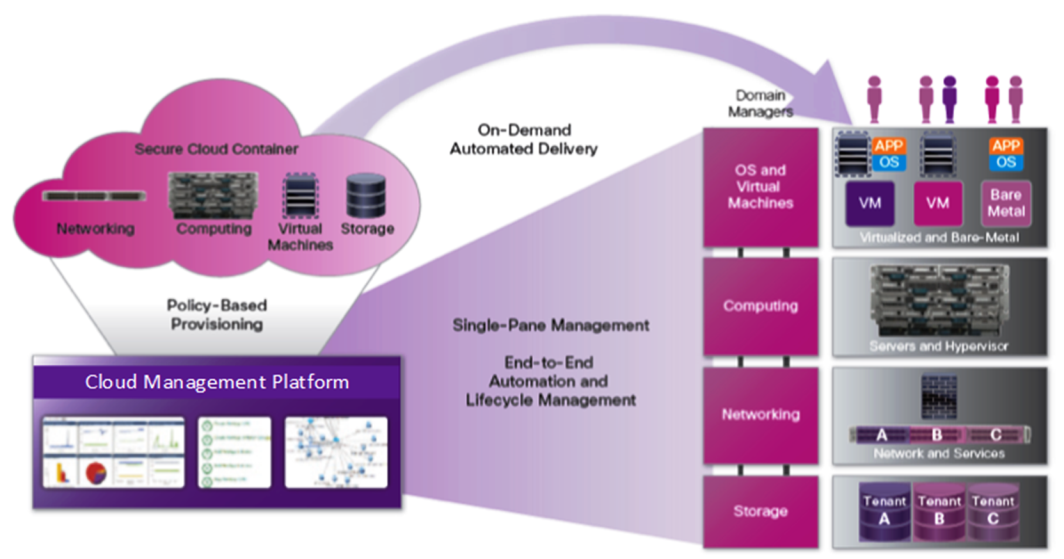 Secure Cloud Container
Networking
Computing
Virtual
Machines
Storage
Policy-Based
Provisioning
Cloud Management Platform
On-Demand
Automated Delivery
Single-Pane Management
End-to-End
Automation and
Lifecycle Management
Domain
Managers
OS and
Virtual
Machines
Computing
Networking
Storage
APP
OS
APP
OS
VM
VM
Bare
Metal
Virtualized and Bare-Metal
Servers and Hypervisor
A B C
Network and Services
Tenant Tenant Tenant
A B C